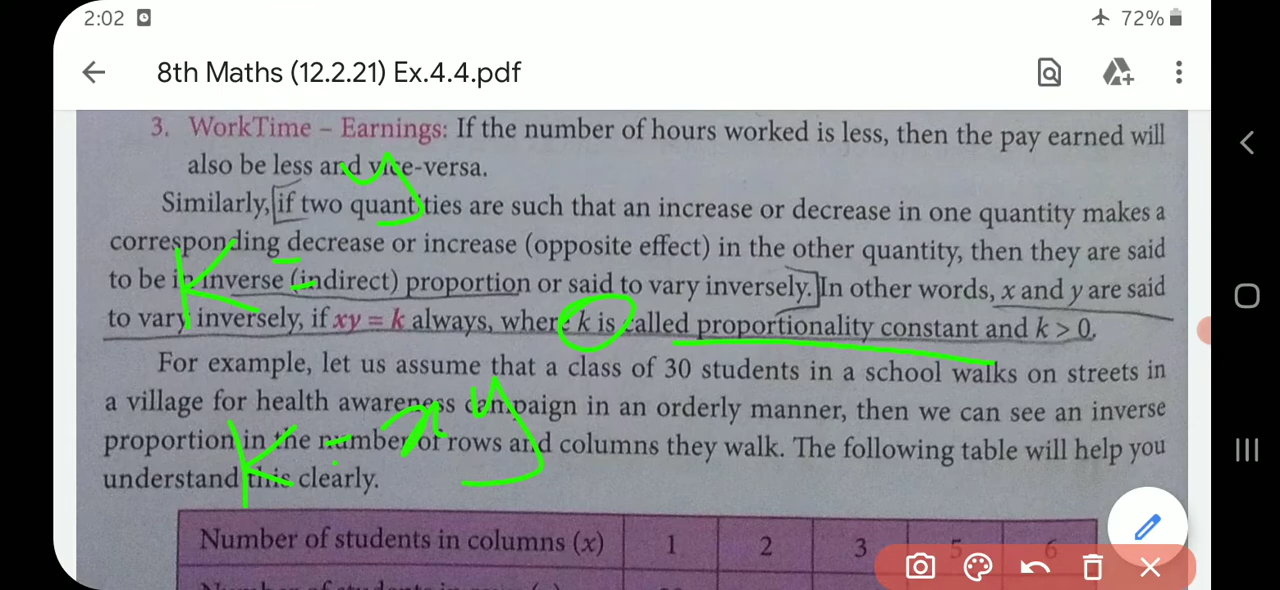 2:02 72%
8th Maths (12.2.21) Ex.4.4.pdf
3. WorkTime – Earnings: If the number of hours worked is less, then the pay earned will
also be less and vice-versa.
Similarly, if two quantities are such that an increase or decrease in one quantity makes a
corresponding decrease or increase (opposite effect) in the other quantity, then they are said
to be in inverse (indirect) proportion or said to vary inversely. In other words, x and y are said
to vary inversely, if xy = k always, where k is called proportionality constant and k > 0.
For example, let us assume that a class of 30 students in a school walks on streets in
a village for health awareness campaign in an orderly manner, then we can see an inverse
proportion in the number of rows and columns they walk. The following table will help you
understand this clearly.
Number of students in columns (x) 1 2 3 5 6
y
K =
K = xy